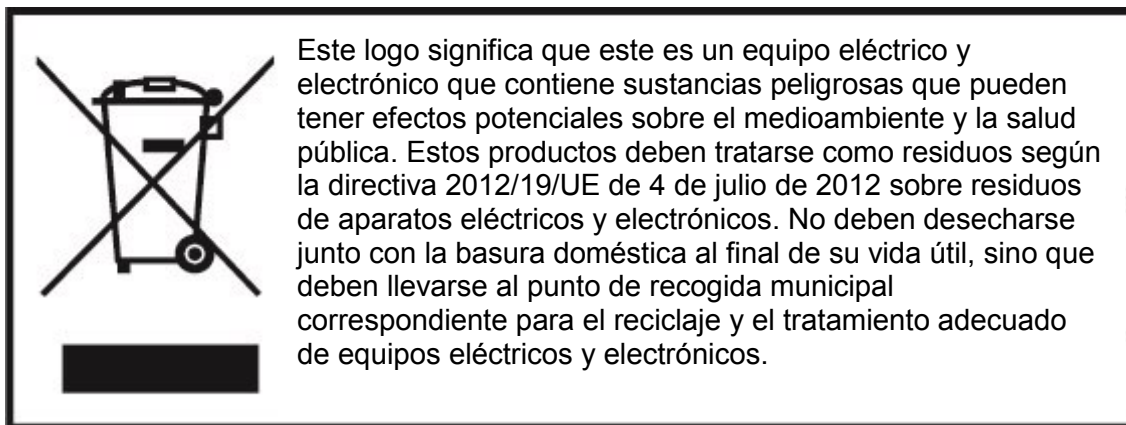 Este logo significa que este es un equipo eléctrico y
electrónico que contiene sustancias peligrosas que pueden
tener efectos potenciales sobre el medioambiente y la salud
pública. Estos productos deben tratarse como residuos según
la directiva 2012/19/UE de 4 de julio de 2012 sobre residuos
de aparatos eléctricos y electrónicos. No deben desecharse
junto con la basura doméstica al final de su vida útil, sino que
deben llevarse al punto de recogida municipal
correspondiente para el reciclaje y el tratamiento adecuado
de equipos eléctricos y electrónicos.